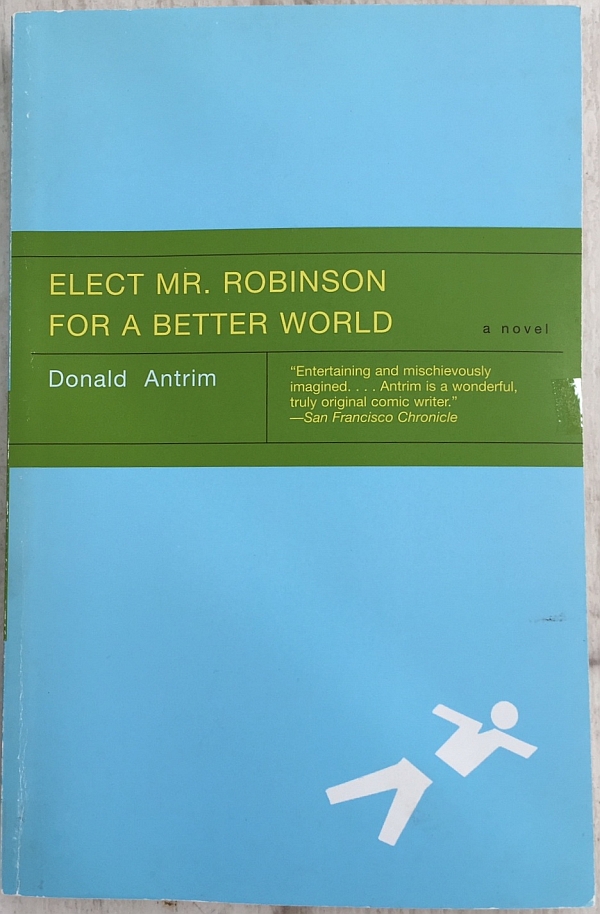 ELECT MR. ROBINSON
FOR A BETTER WORLD
a novel
Donald Antrim
“Entertaining and mischievously
imagined. . . . Antrim is a wonderful,
truly original comic writer.”
—San Francisco Chronicle